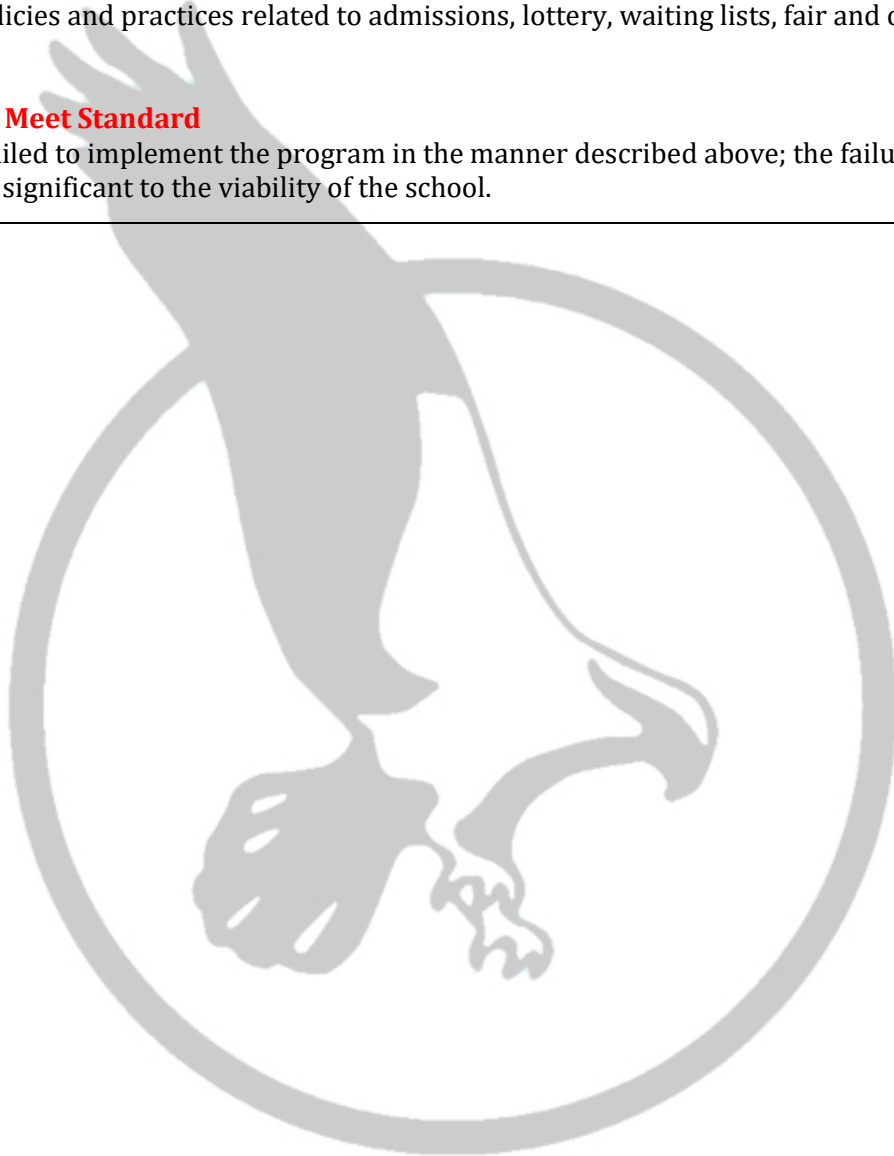 licies and practices related to admissions, lottery, waiting lists, fair and o
Meet Standard
iled to implement the program in the manner described above; the failu
significant to the viability of the school.